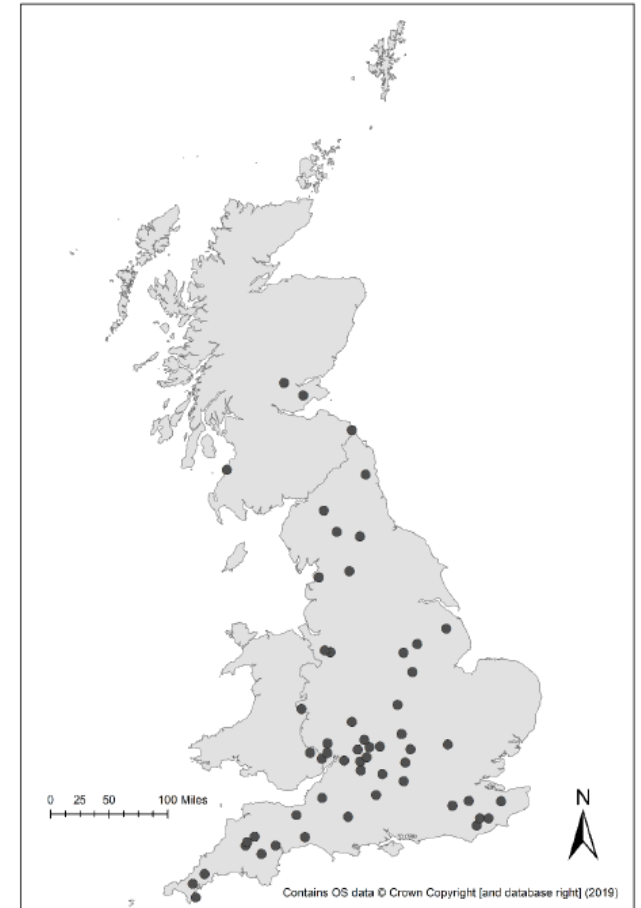 0 25 50 100 Miles
N
Contains OS data © Crown Copyright [and database right] (2019)